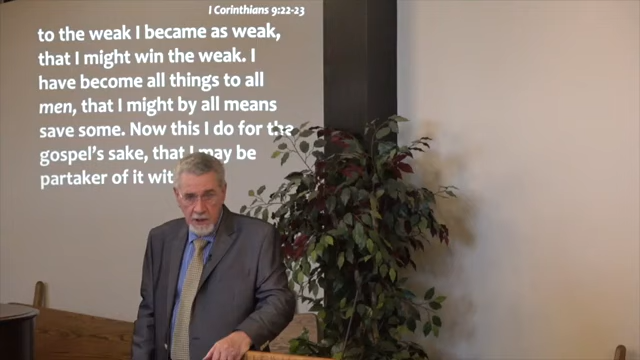 I Corinthians 9:22-23
to the weak I became as weak,
that I might win the weak. I
have become all things to all
men, that I might by all means
save some. Now this I do for the
gospel's sake, that I may be
partaker of it